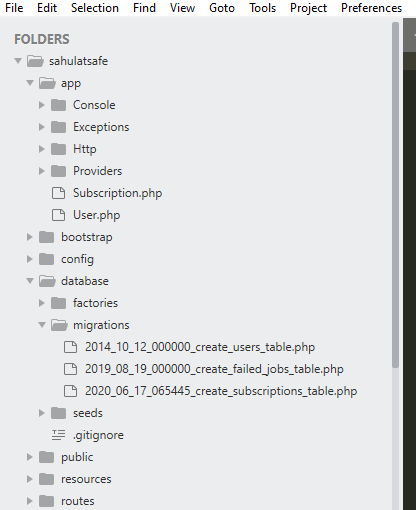 File Edit Selection Find View Goto Tools Project Preferences
FOLDERS
sahulatsafe
app
Console
Exceptions
Http
Providers
Subscription.php
User.php
bootstrap
config
database
factories
migrations
2014_10_12_000000_create_users_table.php
2019_08_19_000000_create_failed_jobs_table.php
2020_06_17_065445_create_subscriptions_table.php
seeds
.gitignore
public
resources
routes